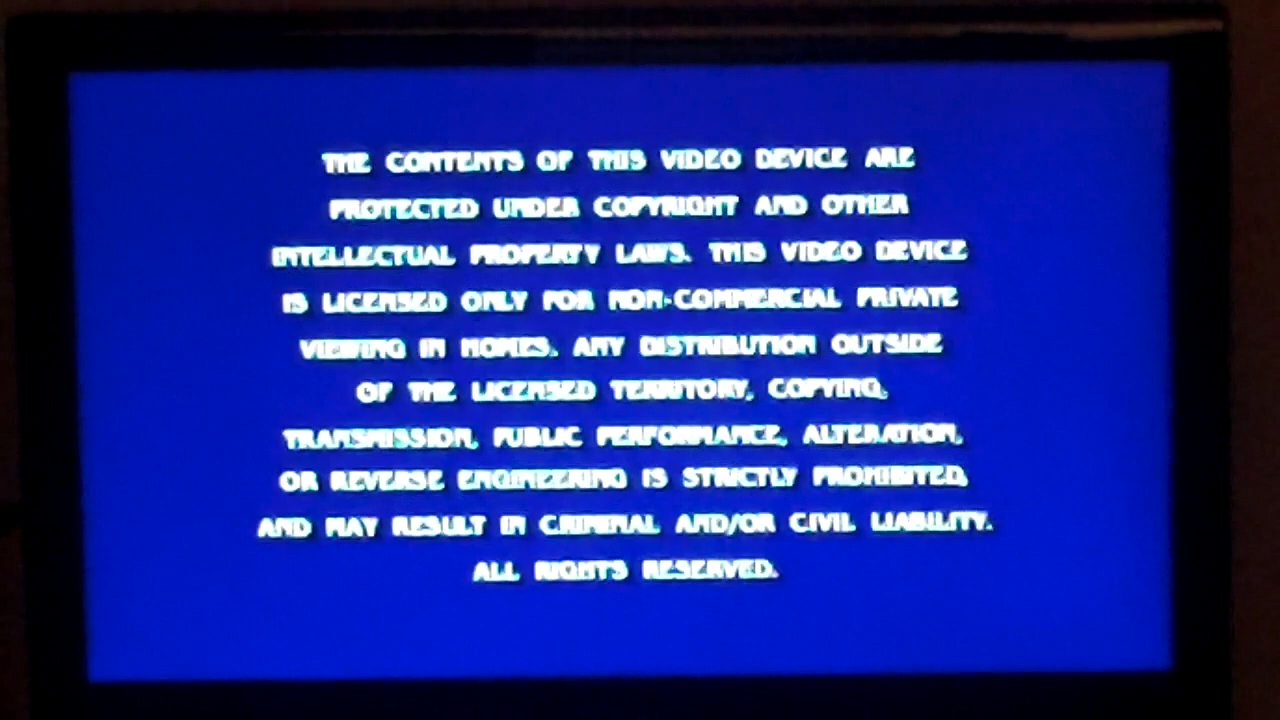 THE CONTENTS OF THIS VIDEO DEVICE ARE
PROTECTED UNDER COPYRIGHT AND OTHER
INTELLECTUAL PROPERTY LAWS. THIS VIDEO DEVICE
IS LICENSED ONLY FOR NON-COMMERCIAL PRIVATE
VIEWING IN HOMES. ANY DISTRIBUTION OUTSIDE
OF THE LICENSED TERRITORY, COPYING,
TRANSMISSION, PUBLIC PERFORMANCE, ALTERATION,
OR REVERSE ENGINEERING IS STRICTLY PROHIBITED,
AND MAY RESULT IN CRIMINAL AND/OR CIVIL LIABILITY.
ALL RIGHTS RESERVED.